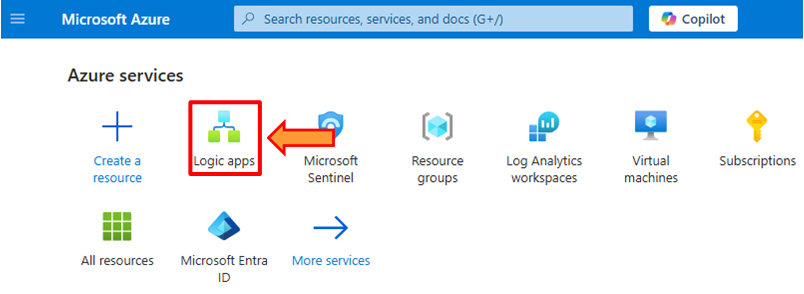 Microsoft Azure
Search resources, services, and docs (G+/)
Copilot
Azure services
Create a
resource
Logic apps
Microsoft
Sentinel
Resource
groups
Log Analytics
workspaces
Virtual
machines
Subscriptions
All resources
Microsoft Entra
ID
More services